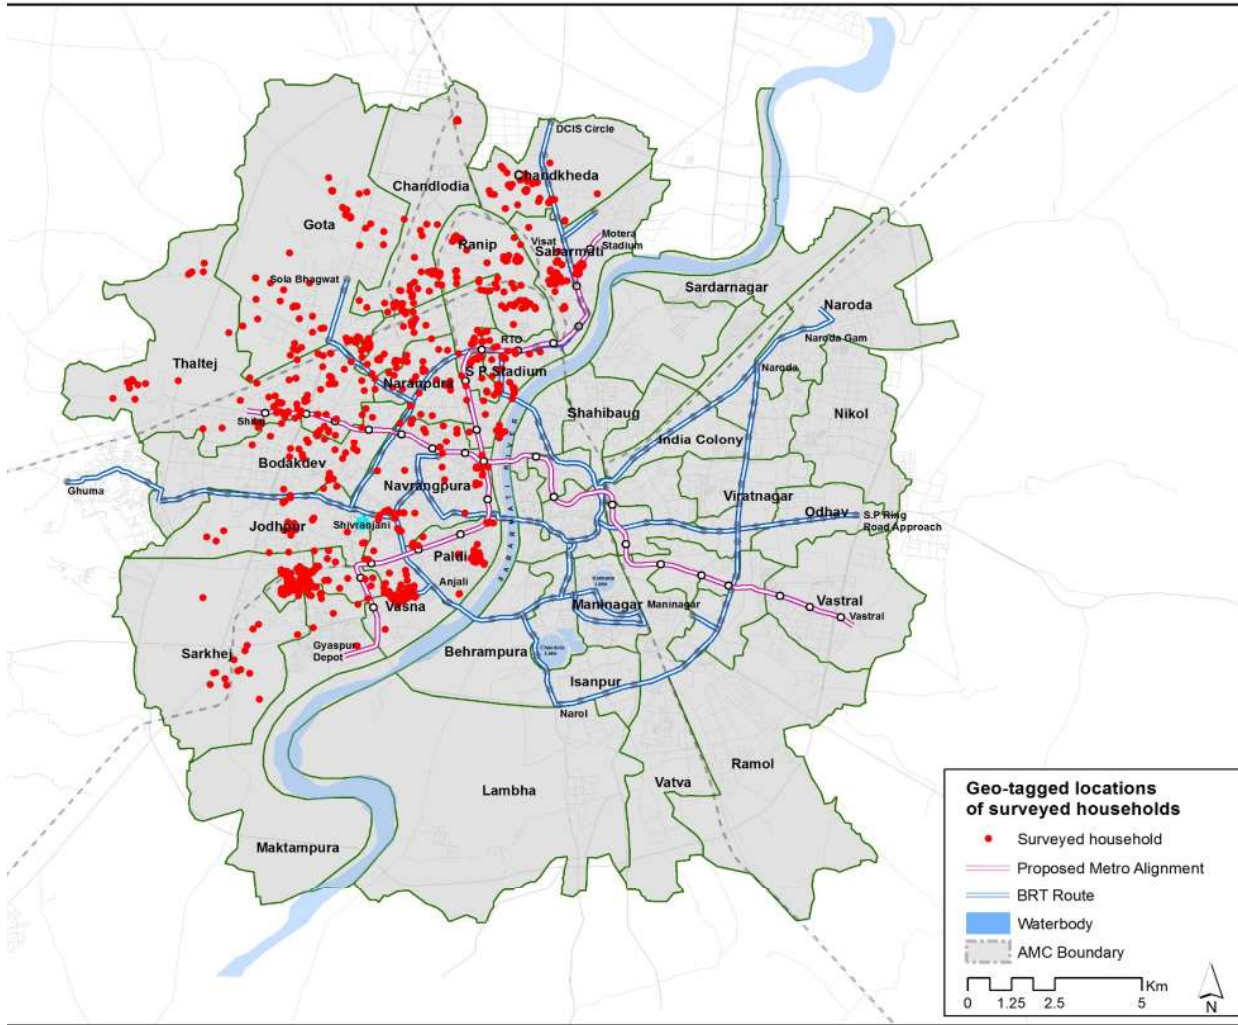 DCIS Circle
Chandkheda
Chandlodia
Gota
Ranip
Visat
Motera
Stadium
Sabarmati
Sola Bhagwat
Sardarnagar
Naroda
Naroda Gam
RTO
Thaltej
S P Stadium
Naranpura
Naroda
Shahibaug
Nikol
Shilaj
India Colony
Bodakdev
Ghuma
Navrangpura
Viratnagar
Odhav
S.P Ring
Road Approach
Jodhpur
Shivranjani
SABARMATI RIVER
Paldi
Anjali
Kankaria
Lake
Vasna
Maninagar
Maninagar
Vastral
Vastral
Sarkhej
Gyaspur
Depot
Behrampura
Chandola
Lake
Isanpur
Narol
Ramol
Lambha
Vatva
Maktampura
Geo-tagged locations
of surveyed households
Surveyed household
Proposed Metro Alignment
BRT Route
Waterbody
AMC Boundary
Km
0 1.25 2.5 5
N